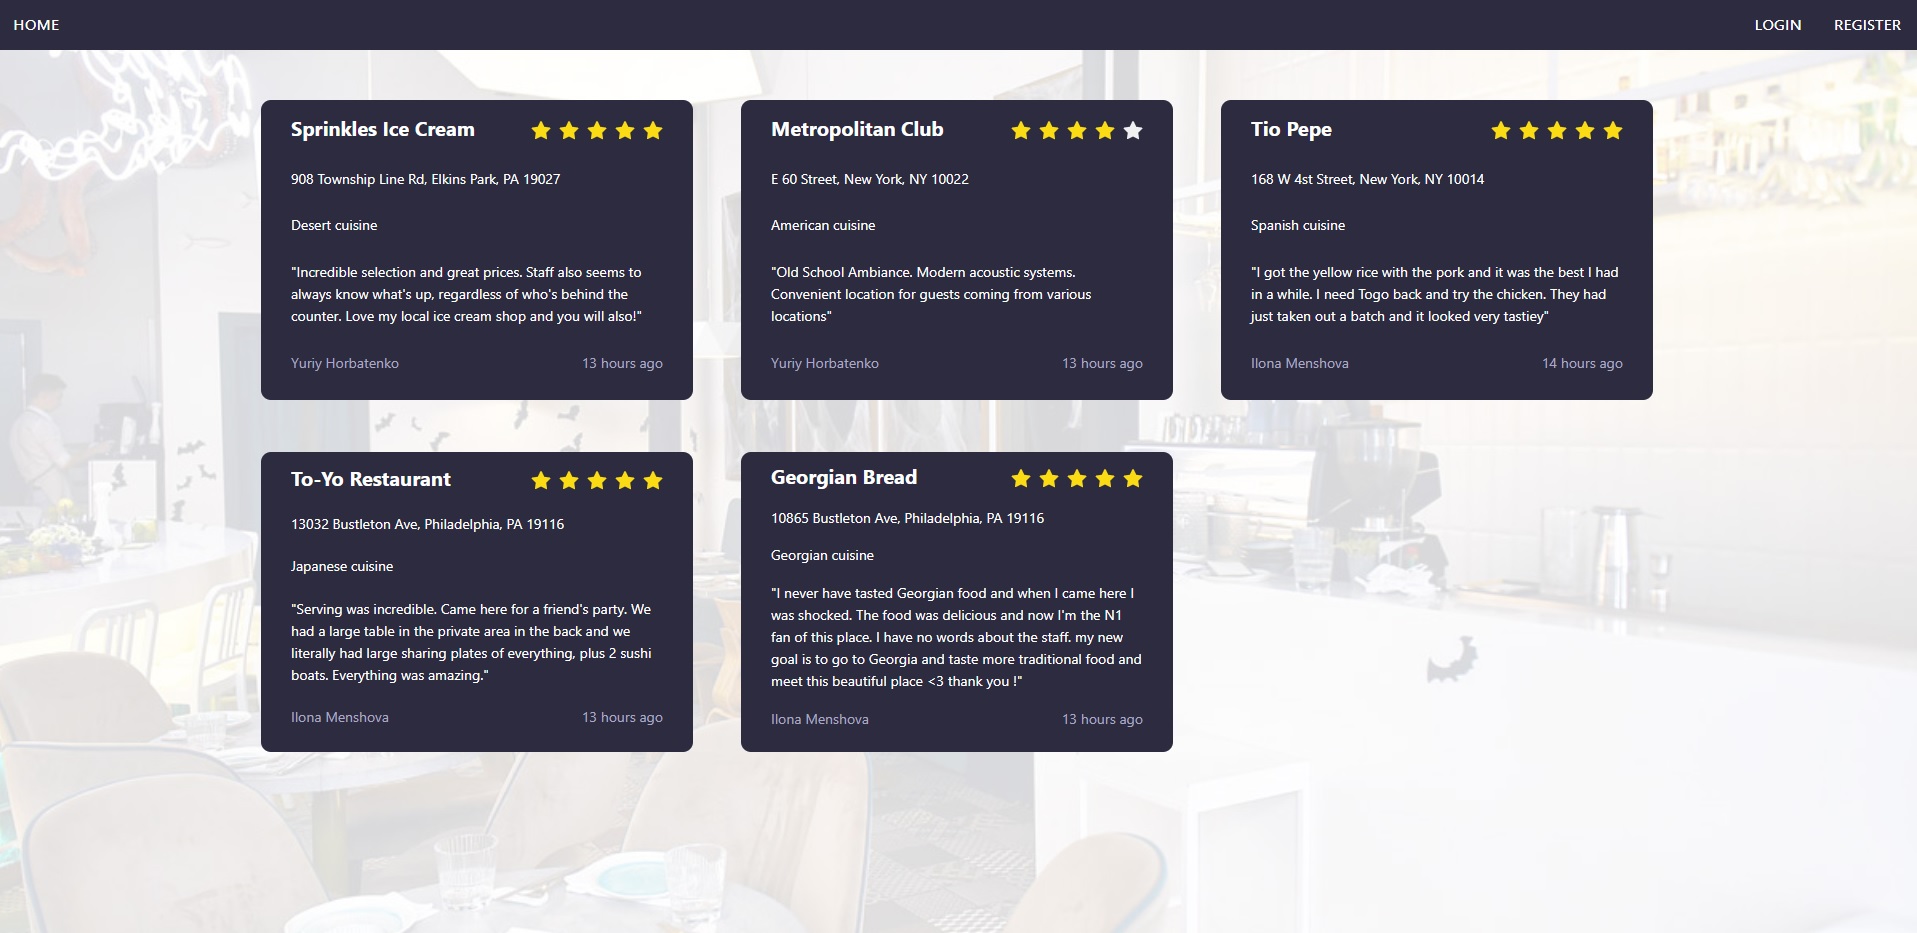 HOME
LOGIN
REGISTER
Sprinkles Ice Cream
908 Township Line Rd, Elkins Park, PA 19027
Desert cuisine
"Incredible selection and great prices. Staff also seems to
always know what's up, regardless of who's behind the
counter. Love my local ice cream shop and you will also!"
Yuriy Horbatenko
13 hours ago
Metropolitan Club
E 60 Street, New York, NY 10022
American cuisine
"Old School Ambiance. Modern acoustic systems.
Convenient location for guests coming from various
locations"
Yuriy Horbatenko
13 hours ago
Tio Pepe
168 W 4st Street, New York, NY 10014
Spanish cuisine
"I got the yellow rice with the pork and it was the best I had
in a while. I need Togo back and try the chicken. They had
just taken out a batch and it looked very tastiey"
Ilona Menshova
14 hours ago
To-Yo Restaurant
13032 Bustleton Ave, Philadelphia, PA 19116
Japanese cuisine
"Serving was incredible. Came here for a friend's party. We
had a large table in the private area in the back and we
literally had large sharing plates of everything, plus 2 sushi
boats. Everything was amazing."
Ilona Menshova
13 hours ago
Georgian Bread
10865 Bustleton Ave, Philadelphia, PA 19116
Georgian cuisine
"I never have tasted Georgian food and when I came here I
was shocked. The food was delicious and now I'm the N1
fan of this place. I have no words about the staff. my new
goal is to go to Georgia and taste more traditional food and
meet this beautiful place <3 thank you !"
Ilona Menshova
13 hours ago